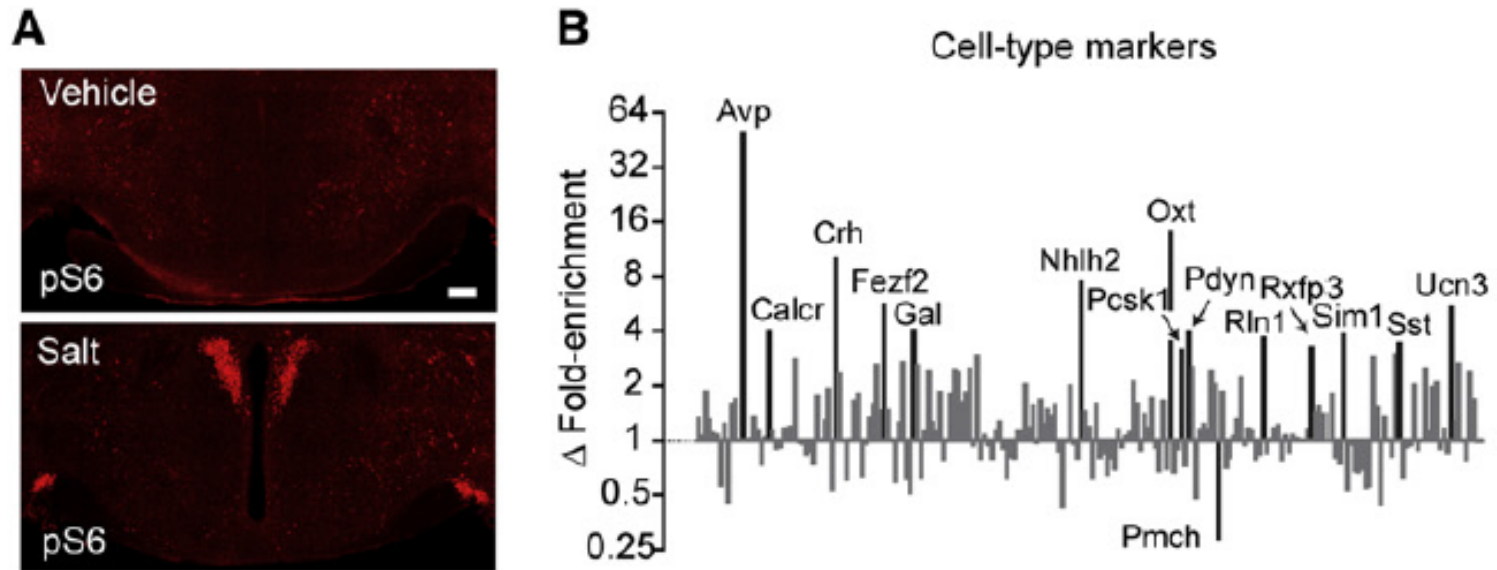 A
Vehicle
pS6
Salt
pS6
B
Cell-type markers
Δ Fold-enrichment
64
32
16
8
4
2
1
0.5
0.25
Avp
Calcr
Crh
Fezf2
Gal
Nhlh2
Pcsk1
Oxt
Pdyn
Rxfp3
Rln1
Sim1
Sst
Ucn3
Pmch